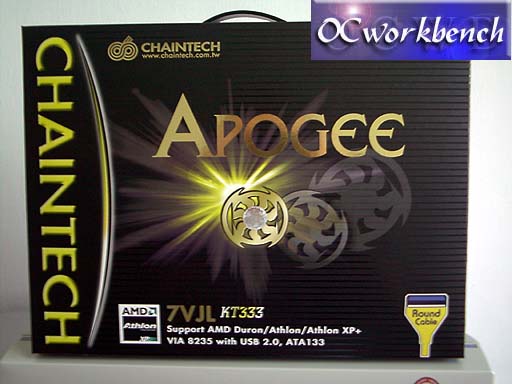 OCworkbench
CHAINTECH
CHAINTECH
www.chaintech.com.tw
APOGEE
AMD
Athlon
XP
7VJL KT333
Support AMD Duron/Athlon/Athlon XP+
VIA 8235 with USB 2.0, ATA133
Round
Cable